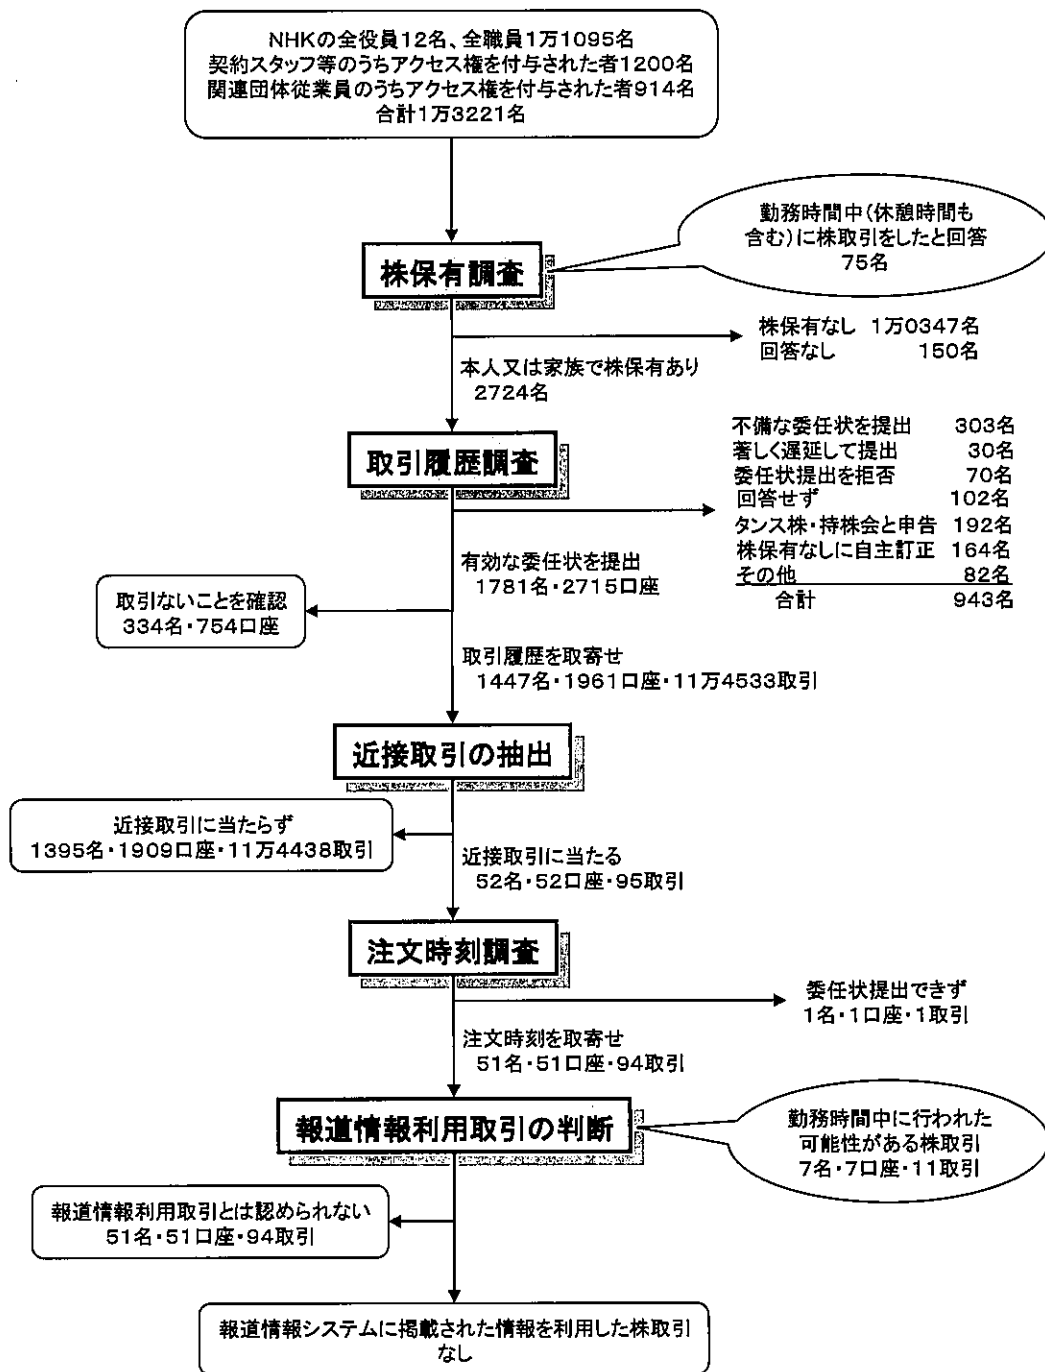 NHKの全役員12名、全職員1万1095名
契約スタッフ等のうちアクセス権を付与された者1200名
関連団体従業員のうちアクセス権を付与された者914名
合計1万3221名
勤務時間中(休憩時間も
含む)に株取引をしたと回答
75名
株保有調査
株保有なし 1万0347名
回答なし 150名
本人又は家族で株保有あり
2724名
取引履歴調査
不備な委任状を提出 303名
著しく遅延して提出 30名
委任状提出を拒否 70名
回答せず 102名
タンス株・持株会と申告 192名
株保有なしに自主訂正 164名
その他 82名
合計 943名
有効な委任状を提出
1781名・2715口座
取引ないことを確認
334名・754口座
取引履歴を取寄せ
1447名・1961口座・11万4533取引
近接取引の抽出
近接取引に当たらず
1395名・1909口座・11万4438取引
近接取引に当たる
52名・52口座・95取引
注文時刻調査
委任状提出できず
1名・1口座・1取引
注文時刻を取寄せ
51名・51口座・94取引
報道情報利用取引の判断
勤務時間中に行われた
可能性がある株取引
7名・7口座・11取引
報道情報利用取引とは認められない
51名・51口座・94取引
報道情報システムに掲載された情報を利用した株取引
なし